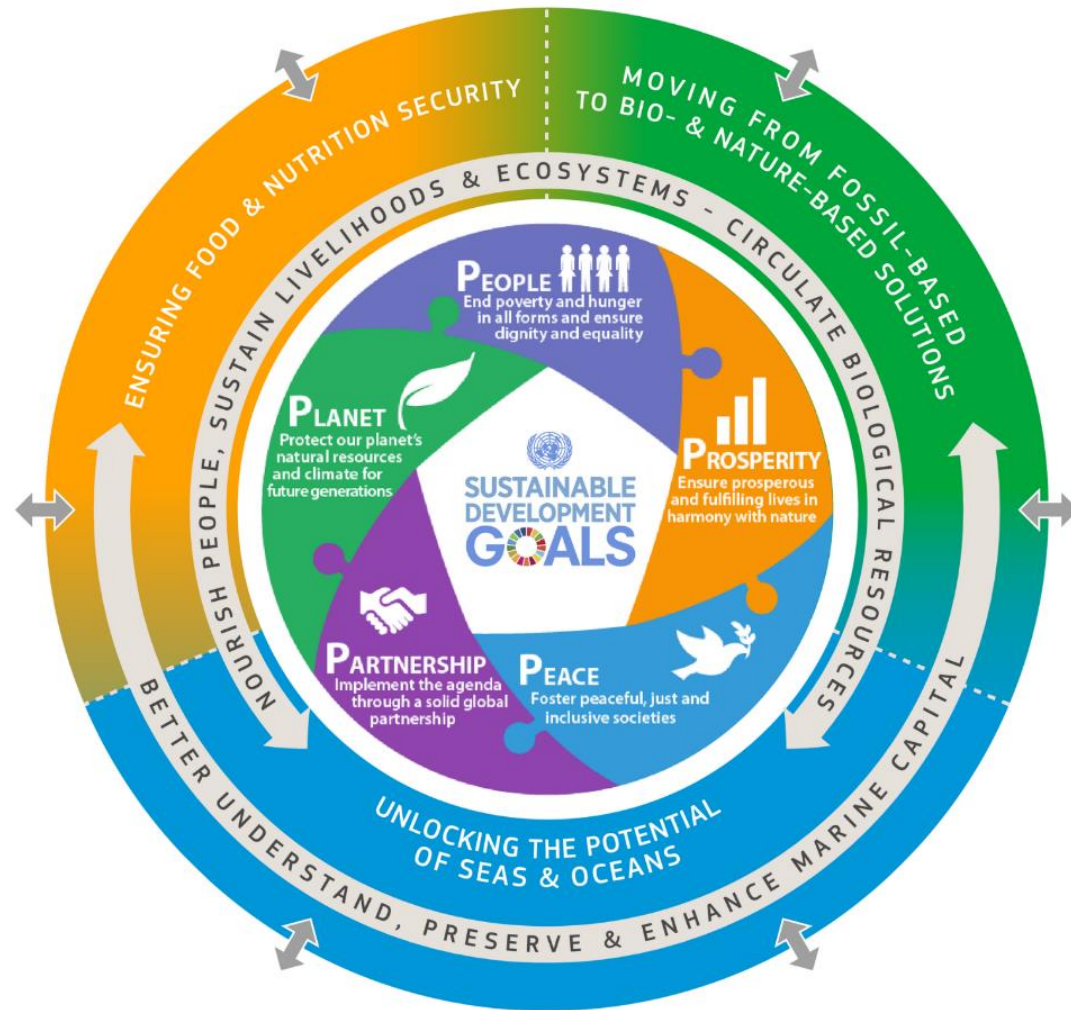 ENSURING FOOD & NUTRITION SECURITY
MOVING FROM FOSSIL-BASED
TO BIO- & NATURE-BASED SOLUTIONS
NOURISH PEOPLE, SUSTAIN LIVELIHOODS & ECOSYSTEMS - CIRCULATE BIOLOGICAL RESOURCES
PEOPLE
End poverty and hunger
in all forms and ensure
dignity and equality
PLANET
Protect our planet's
natural resources
and climate for
future generations
PROSPERITY
Ensure prosperous
and fulfilling lives in
harmony with nature
SUSTAINABLE
DEVELOPMENT
GOALS
PARTNERSHIP
Implement the agenda
through a solid global
partnership
PEACE
Foster peaceful, just and
inclusive societies
UNLOCKING THE POTENTIAL
OF SEAS & OCEANS
BETTER UNDERSTAND, PRESERVE & ENHANCE MARINE CAPITAL